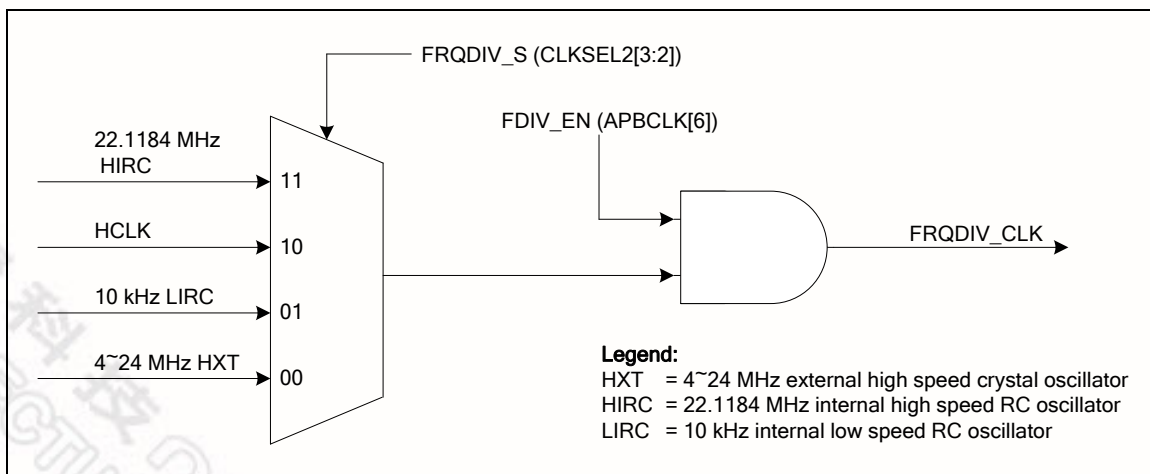 FRQDIV_S (CLKSEL2[3:2])
FDIV_EN (APBCLK[6])
22.1184 MHz
HIRC
11
HCLK
10
FRQDIV_CLK
10 kHz LIRC
01
4~24 MHz HXT
00
Legend:
HXT = 4~24 MHz external high speed crystal oscillator
HIRC = 22.1184 MHz internal high speed RC oscillator
LIRC = 10 kHz internal low speed RC oscillator